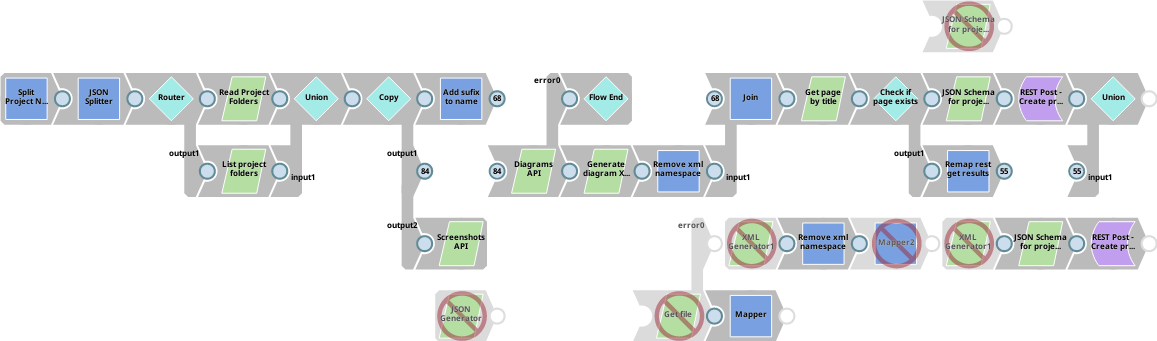 JSON Schema
for proje...
Split
Project N...
JSON
Splitter
Router
Read Project
Folders
Union
Copy
Add sufix
to name
68
error0
Flow End
68
Join
Get page
by title
Check if
page exists
JSON Schema
for proje...
REST Post -
Create pr...
Union
output1
List project
folders
input1
output1
84
84
Diagrams
API
Generate
diagram X...
Remove xml
namespace
input1
output1
Remap rest
get results
55
55
input1
output2
Screenshots
API
error0
XML
Generator1
Remove xml
namespace
Mapper2
XML
Generator1
JSON Schema
for proje...
REST Post -
Create pr...
JSON
Generator
Get file
Mapper